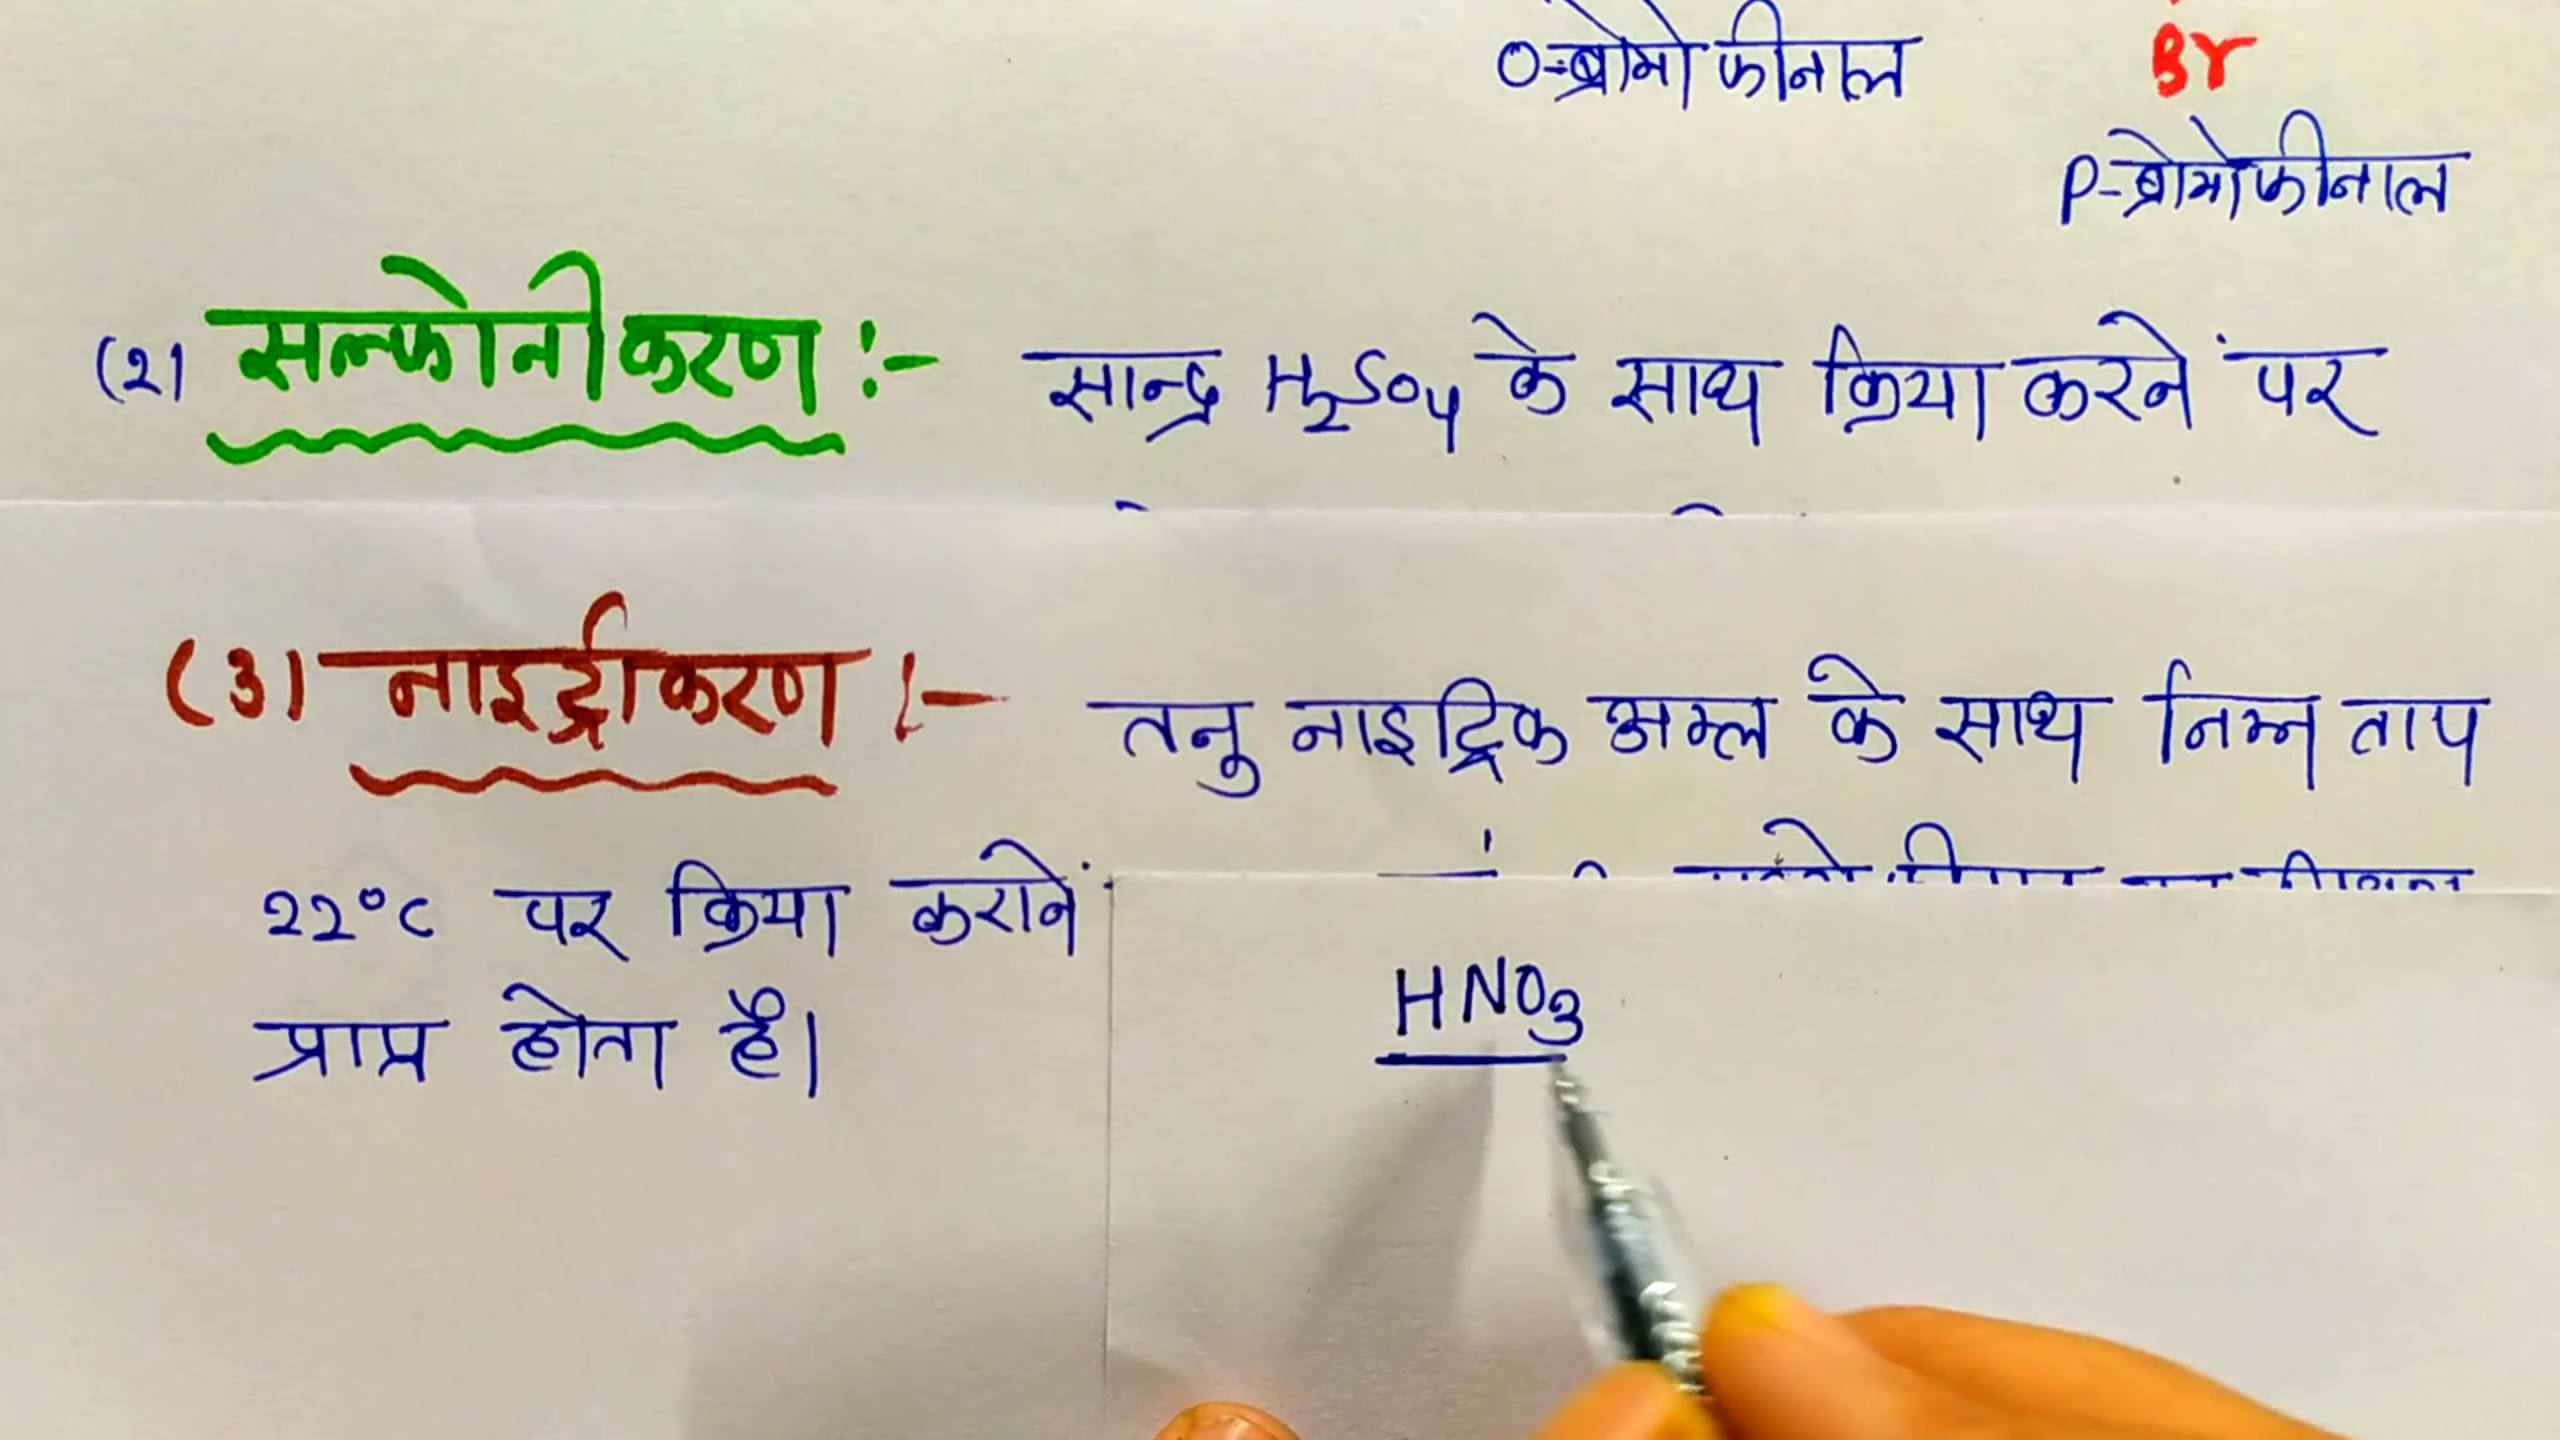 O-ब्रोमो फीनाल
Br
P-ब्रोमोफीनाल
(2) सल्फोनीकरण :- सान्द्र H₂SO₄ के साथ क्रिया करनें पर
(3) नाइट्रीकरण :- तनु नाइट्रिक अम्ल के साथ निम्न ताप
22°C पर क्रिया करानें
प्राप्त होता है।
HNO₃